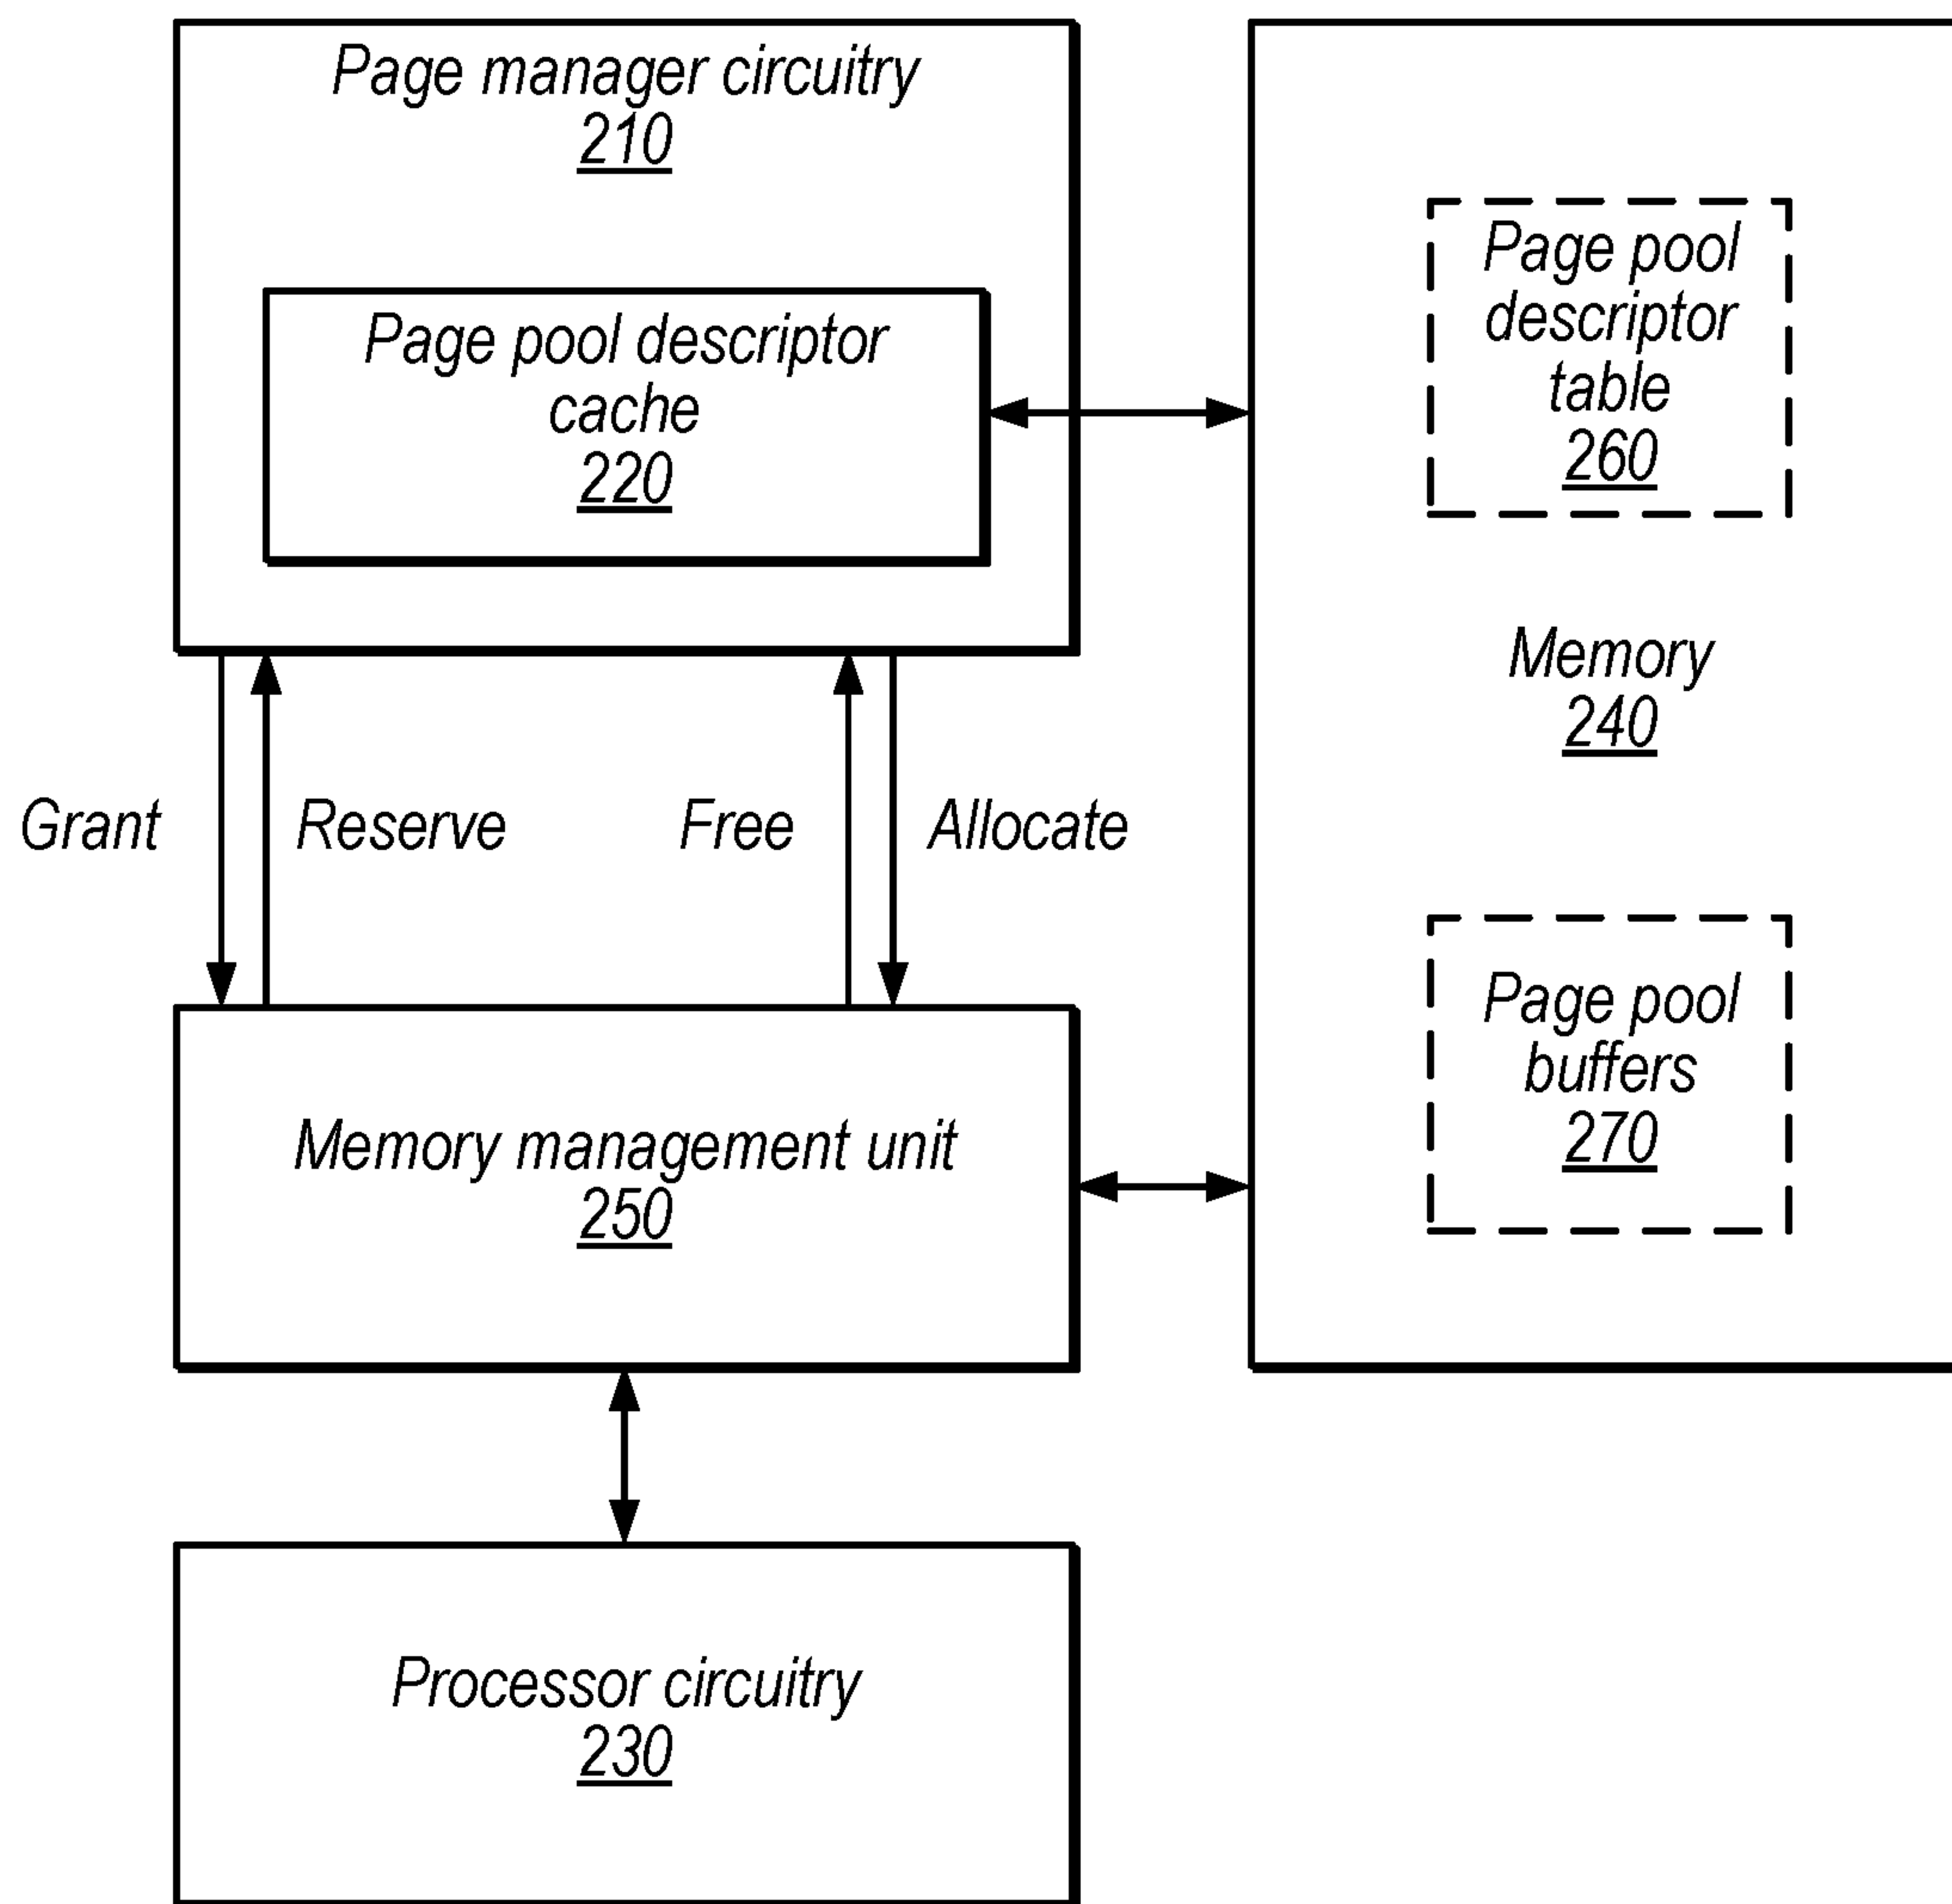 Page manager circuitry
210
Page pool descriptor
cache
220
Page pool
descriptor
table
260
Memory
240
Grant
Reserve
Free
Allocate
Page pool
buffers
270
Memory management unit
250
Processor circuitry
230